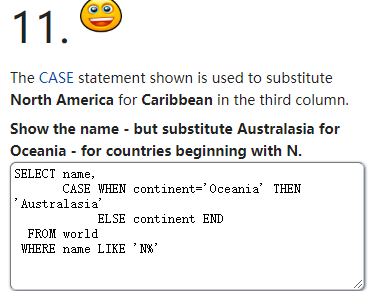 11.
The CASE statement shown is used to substitute
North America for Caribbean in the third column.
Show the name - but substitute Australasia for
Oceania - for countries beginning with N.
SELECT name,
CASE WHEN continent='Oceania' THEN
'Australasia'
ELSE continent END
FROM world
WHERE name LIKE 'N%'